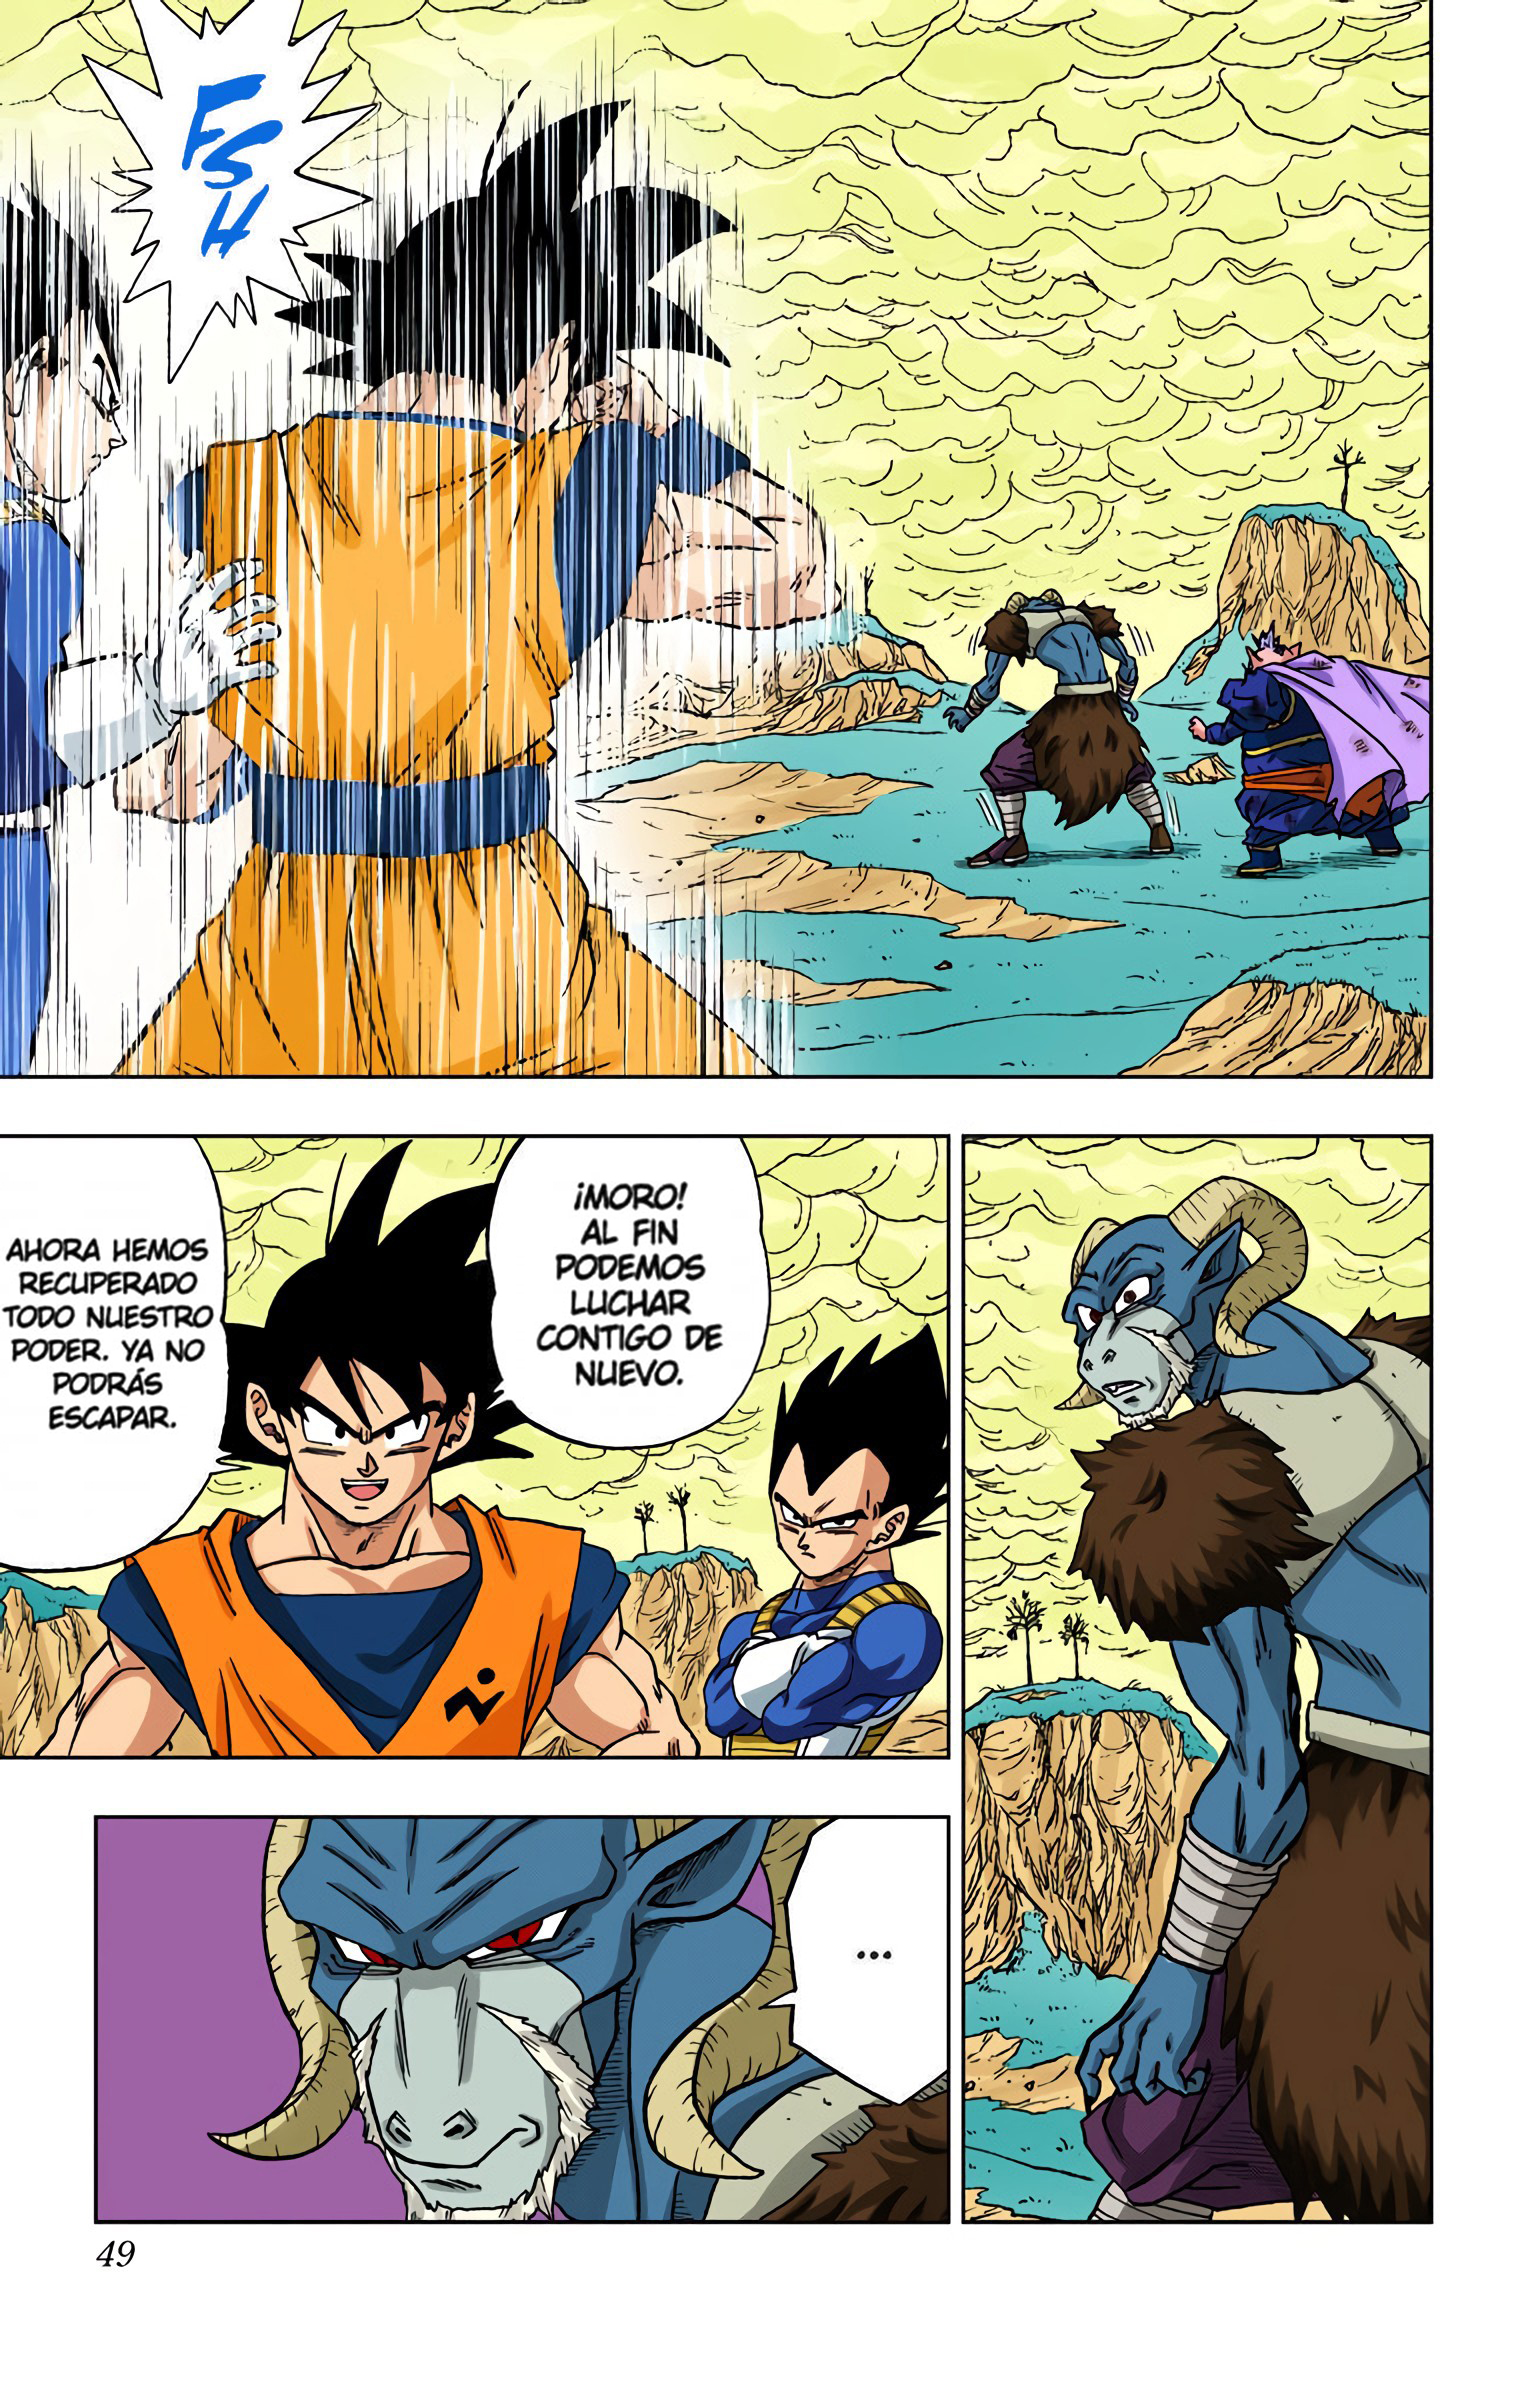 FSH
¡MORO!
AL FIN
PODEMOS
LUCHAR
CONTIGO DE
NUEVO.
AHORA HEMOS
RECUPERADO
TODO NUESTRO
PODER. YA NO
PODRÁS
ESCAPAR.
...
49